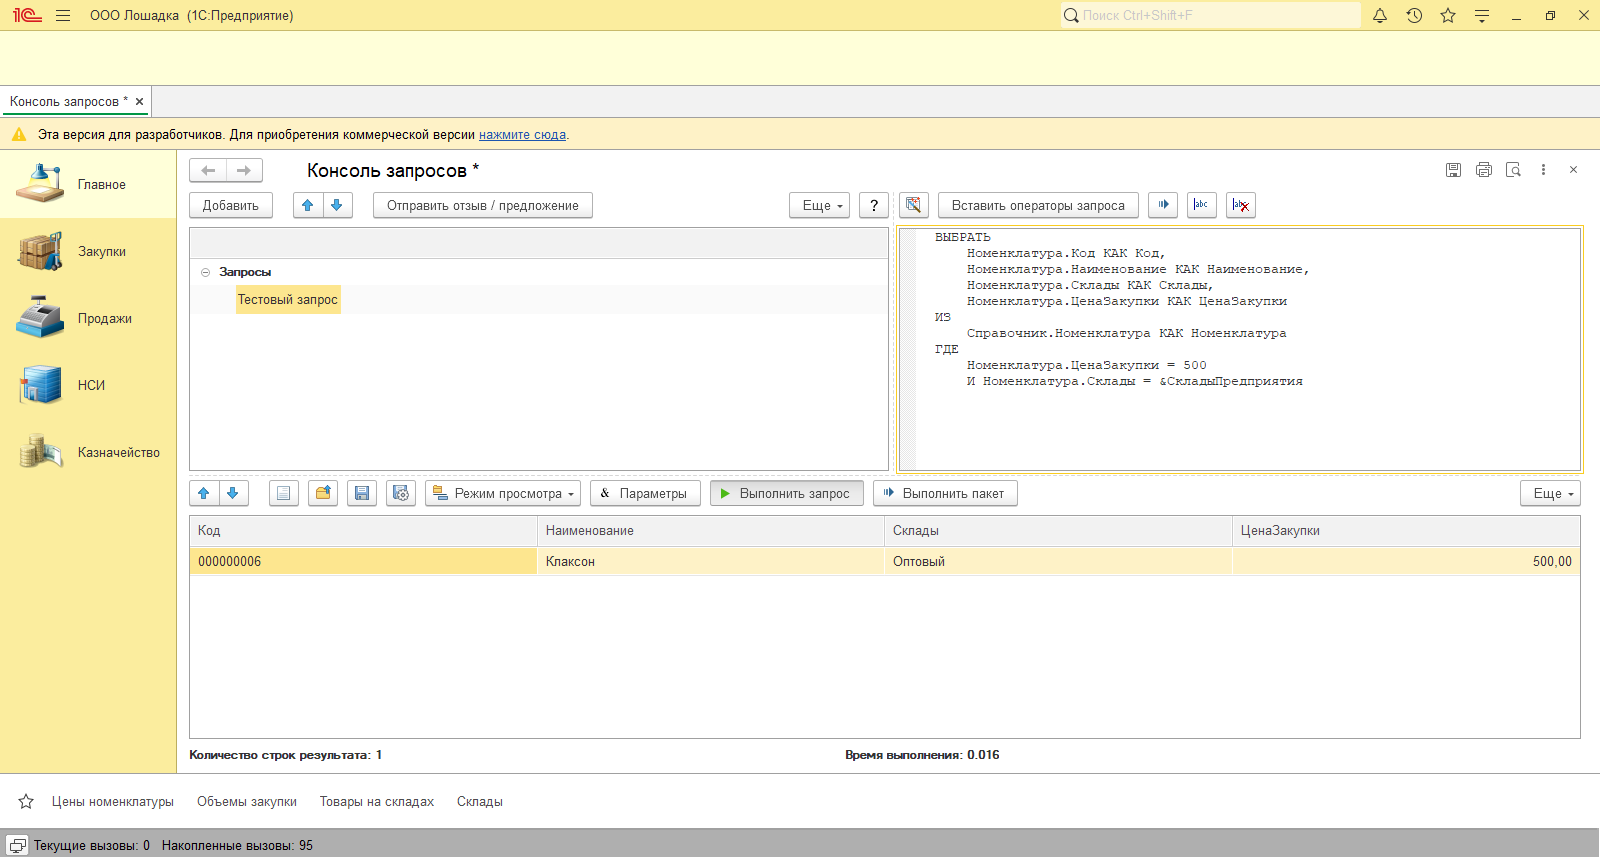 1С ООО Лошадка (1С:Предприятие) Поиск Ctrl+Shift+F
Консоль запросов * ×
Эта версия для разработчиков. Для приобретения коммерческой версии нажмите сюда.
Главное
Закупки
Продажи
НСИ
Казначейство
Консоль запросов *
Добавить Отправить отзыв / предложение Еще ? Вставить операторы запроса abc abc
Запросы
Тестовый запрос
ВЫБРАТЬ
Номенклатура.Код КАК Код,
Номенклатура.Наименование КАК Наименование,
Номенклатура.Склады КАК Склады,
Номенклатура.ЦенаЗакупки КАК ЦенаЗакупки
ИЗ
Справочник.Номенклатура КАК Номенклатура
ГДЕ
Номенклатура.ЦенаЗакупки = 500
И Номенклатура.Склады = &СкладыПредприятия
Режим просмотра & Параметры Выполнить запрос Выполнить пакет Еще
Код Наименование Склады ЦенаЗакупки
000000006 Клаксон Оптовый 500,00
Количество строк результата: 1 Время выполнения: 0.016
Цены номенклатуры Объемы закупки Товары на складах Склады
Текущие вызовы: 0 Накопленные вызовы: 95